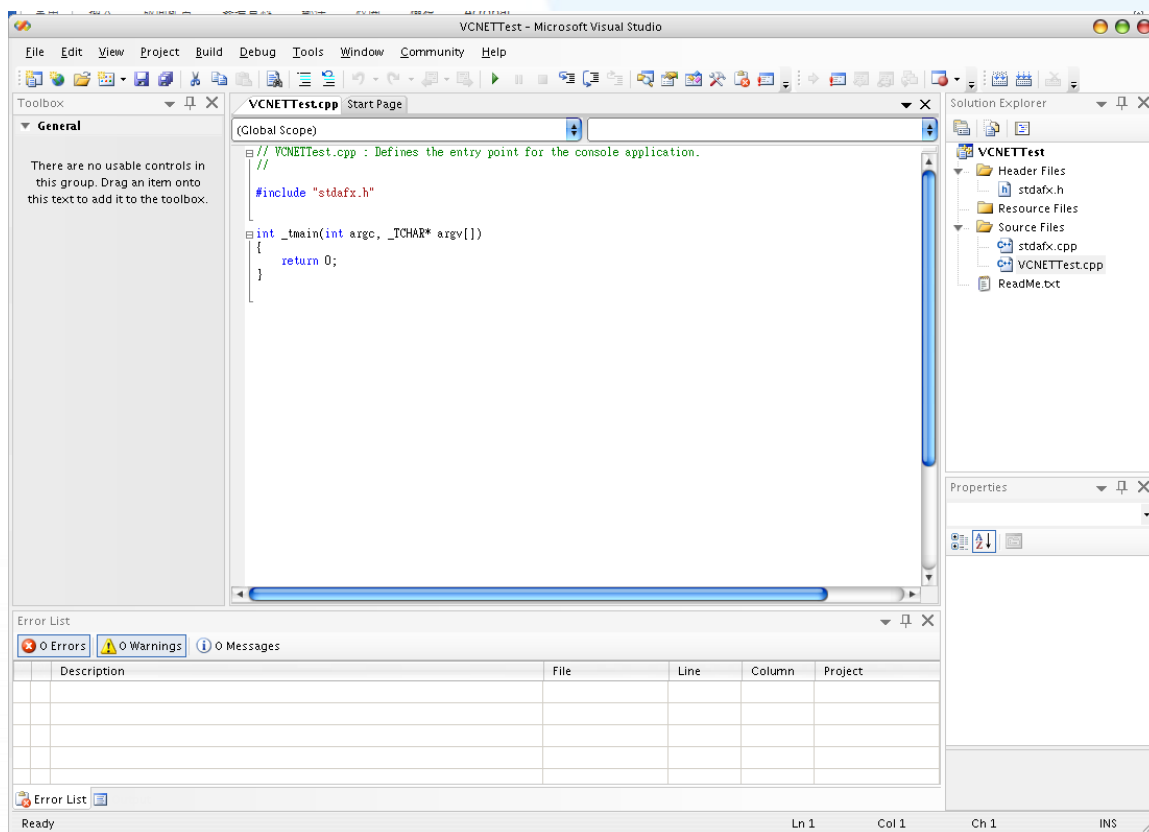 VCNETTest - Microsoft Visual Studio
File Edit View Project Build Debug Tools Window Community Help
Toolbox
General
There are no usable controls in
this group. Drag an item onto
this text to add it to the toolbox.
VCNETTest.cpp Start Page
(Global Scope)
// VCNETTest.cpp : Defines the entry point for the console application.
//
#include "stdafx.h"
int _tmain(int argc, _TCHAR* argv[])
{
return 0;
}
Solution Explorer
VCNETTest
Header Files
stdafx.h
Resource Files
Source Files
stdafx.cpp
VCNETTest.cpp
ReadMe.txt
Properties
Error List
0 Errors 0 Warnings 0 Messages
Description File Line Column Project
Error List
Ready Ln 1 Col 1 Ch 1 INS